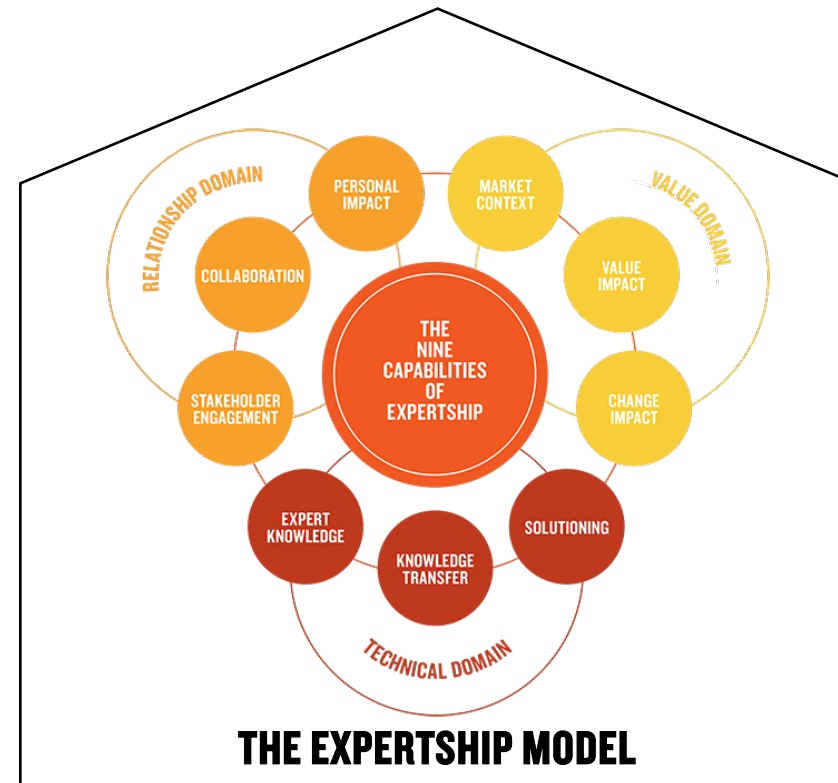 RELATIONSHIP DOMAIN
PERSONAL
IMPACT
MARKET
CONTEXT
VALUE DOMAIN
COLLABORATION
VALUE
IMPACT
THE
NINE
CAPABILITIES
OF
EXPERTSHIP
STAKEHOLDER
ENGAGEMENT
CHANGE
IMPACT
EXPERT
KNOWLEDGE
KNOWLEDGE
TRANSFER
SOLUTIONING
TECHNICAL DOMAIN
THE EXPERTSHIP MODEL